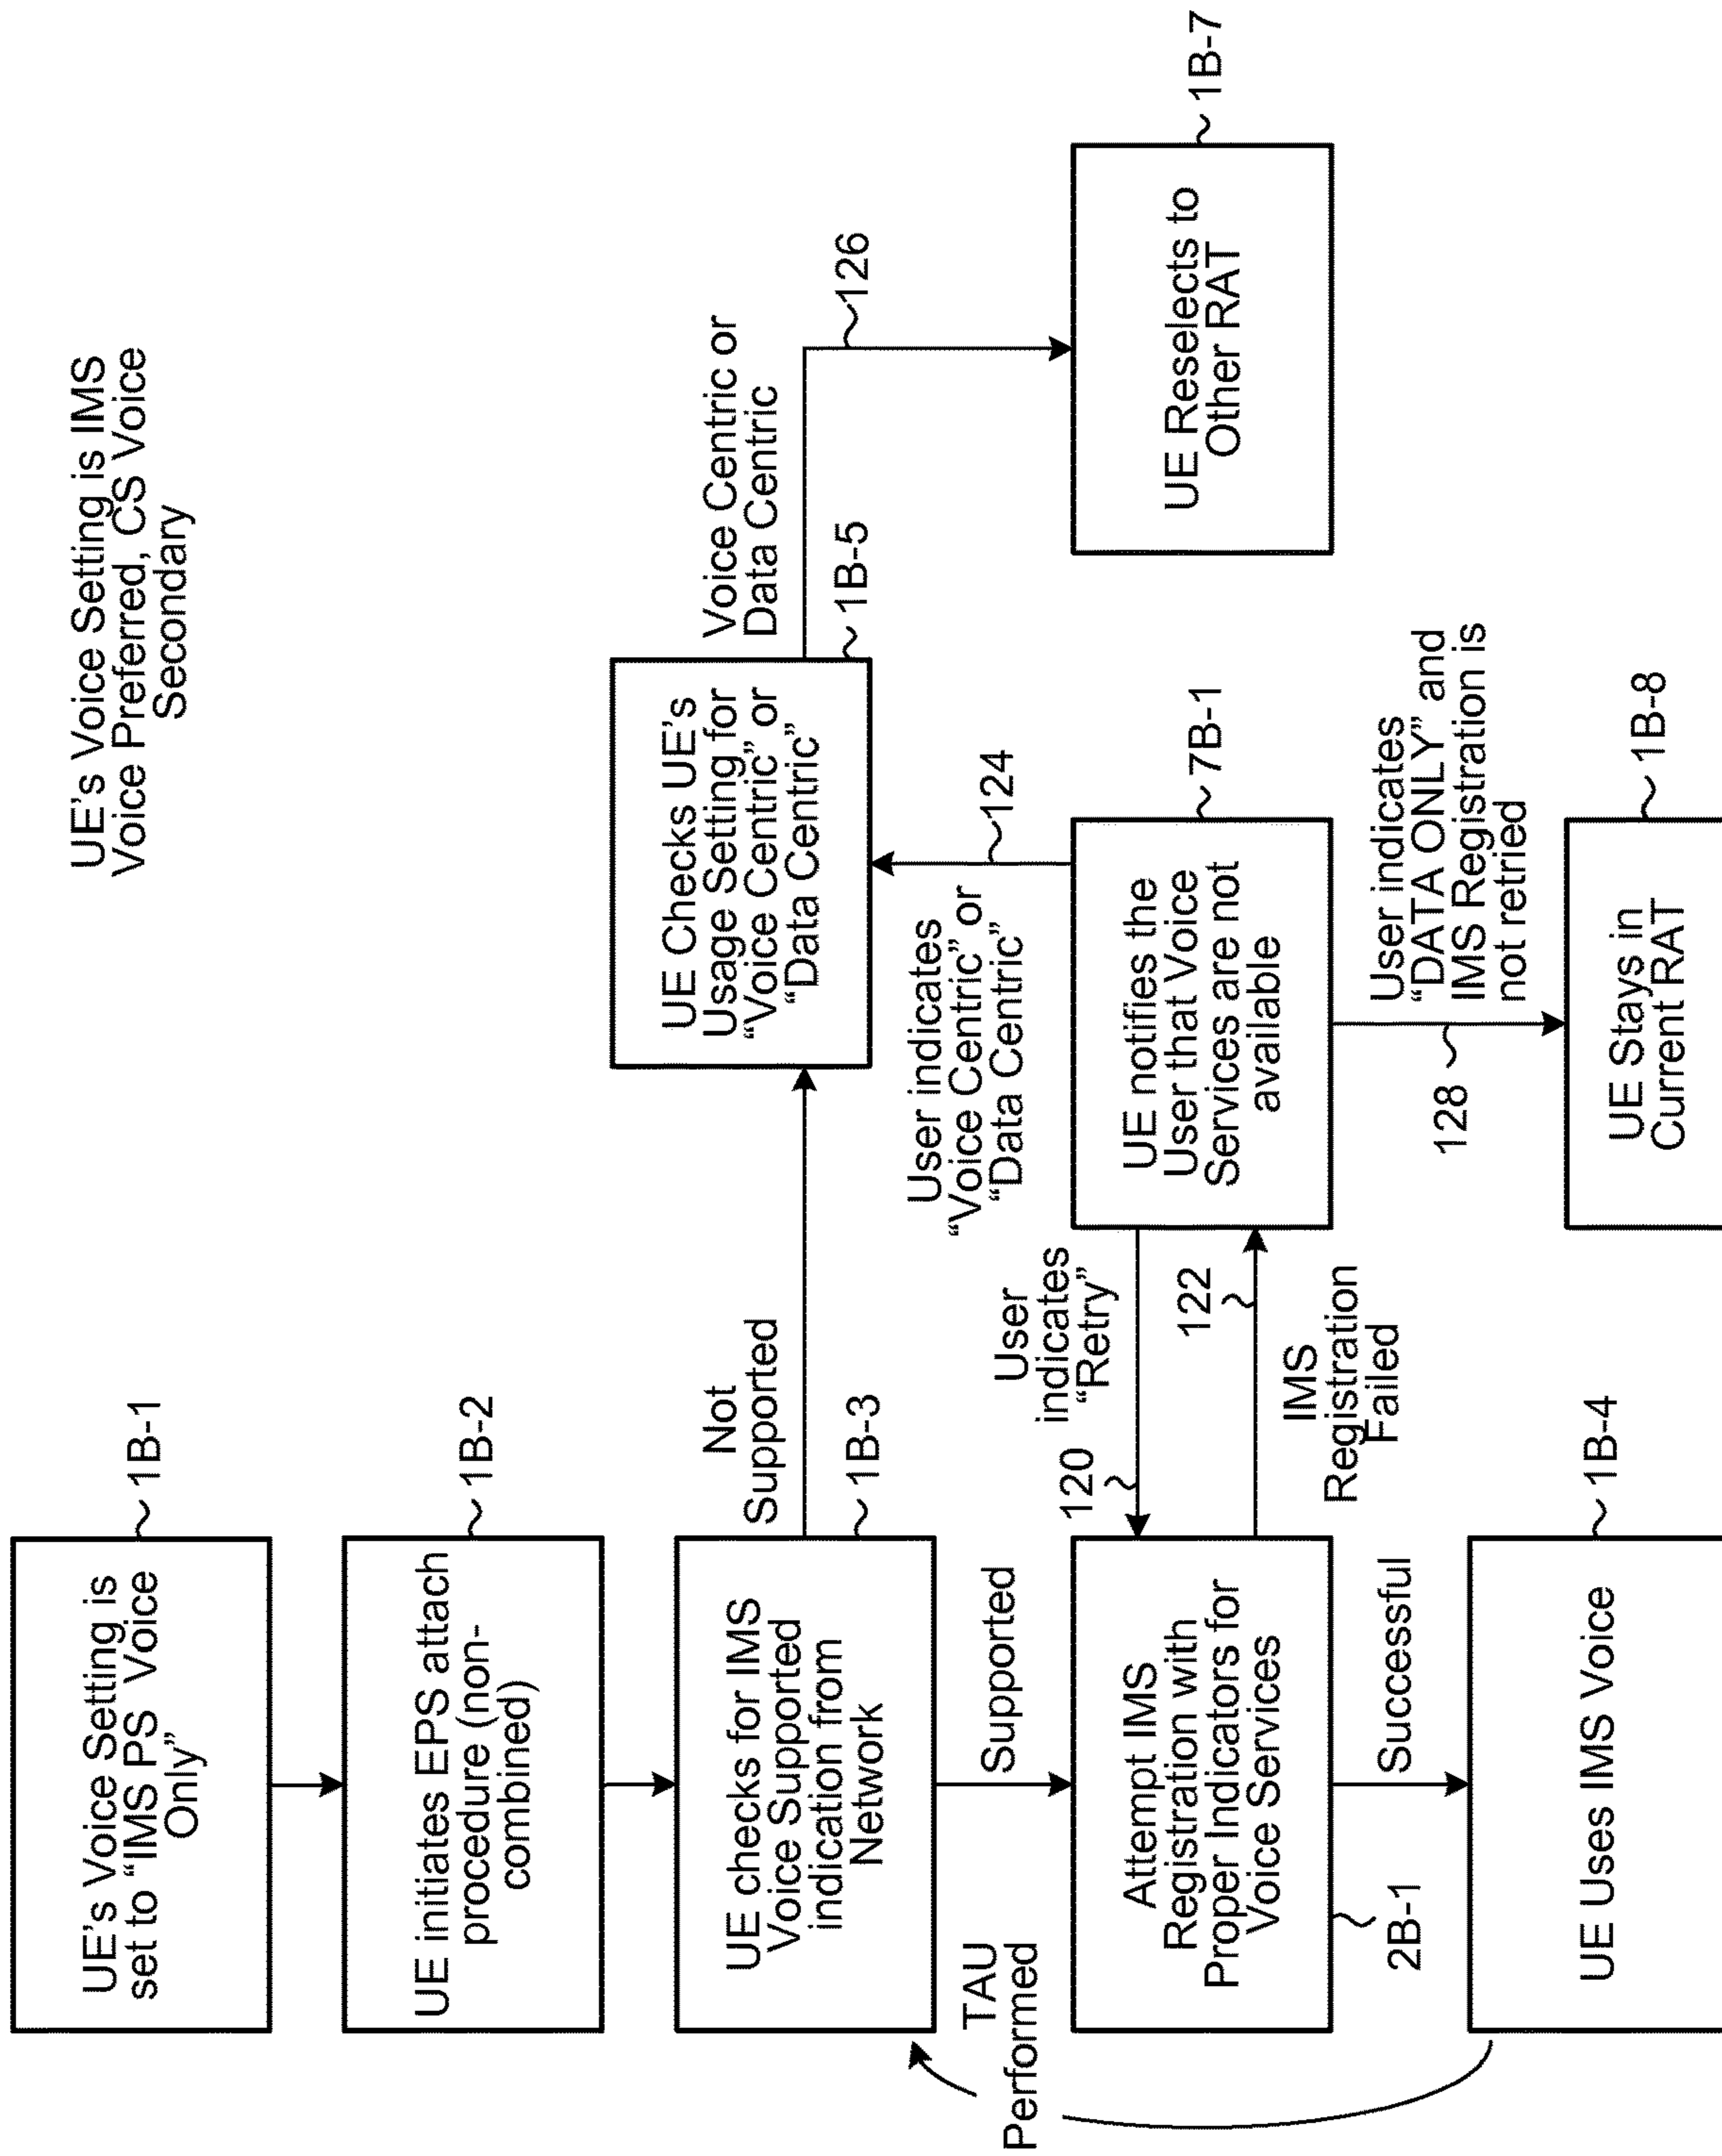 UE's Voice Setting is IMS
Voice Preferred, CS Voice
Secondary
UE's Voice Setting is
set to “IMS PS  Voice
Only”
1B-1
UE initiates EPS attach
procedure (non-
combined)
1B-2
UE checks for IMS
Voice Supported
indication from
Network
1B-3
Not
Supported
UE Checks UE's
Usage Setting for
“Voice Centric” or
“Data Centric”
1B-5
Voice Centric or
Data Centric
126
TAU
Performed
Supported
User indicates
“Voice Centric” or
“Data Centric”
124
Attempt IMS
Registration with
Proper Indicators for
Voice Services
2B-1
120
User
indicates
“Retry”
122
IMS
Registration
Failed
UE notifies the
User that Voice
Services are not
available
7B-1
UE Reselects to
Other RAT
1B-7
Successful
128
User indicates
“DATA ONLY” and
IMS Registration is
not retried
UE Uses IMS Voice
1B-4
UE Stays in
Current RAT
1B-8